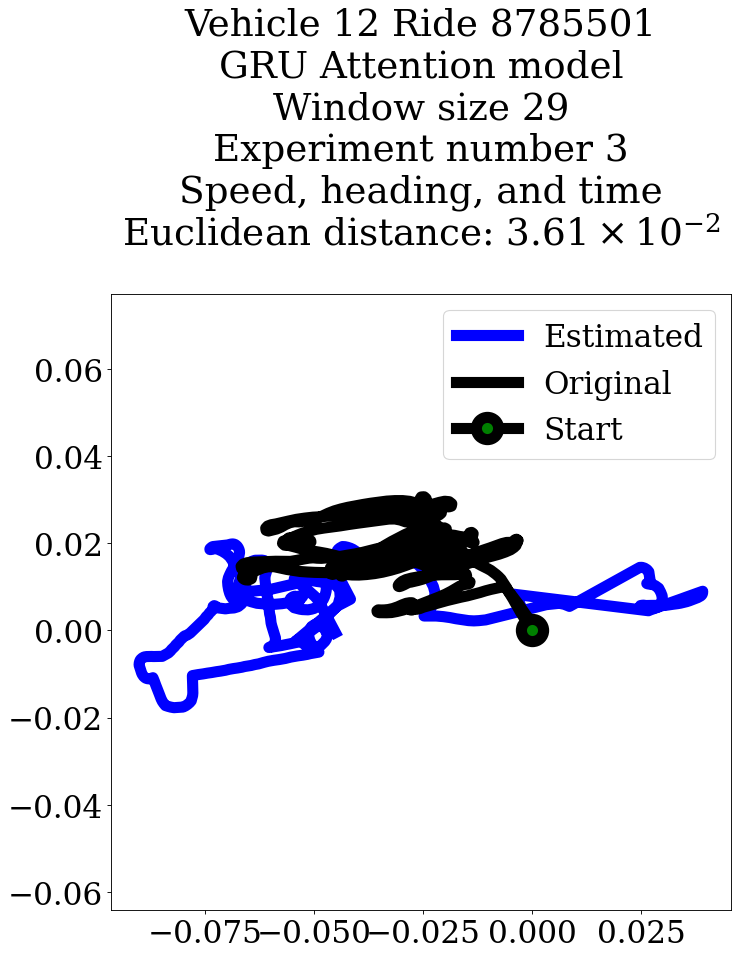 Vehicle 12 Ride 8785501
GRU Attention model
Window size 29
Experiment number 3
Speed, heading, and time
Euclidean distance: 3.61 × 10⁻²
Estimated
Original
Start
0.06
0.04
0.02
0.00
−0.02
−0.04
−0.06
−0.075 −0.050 −0.025 0.000 0.025